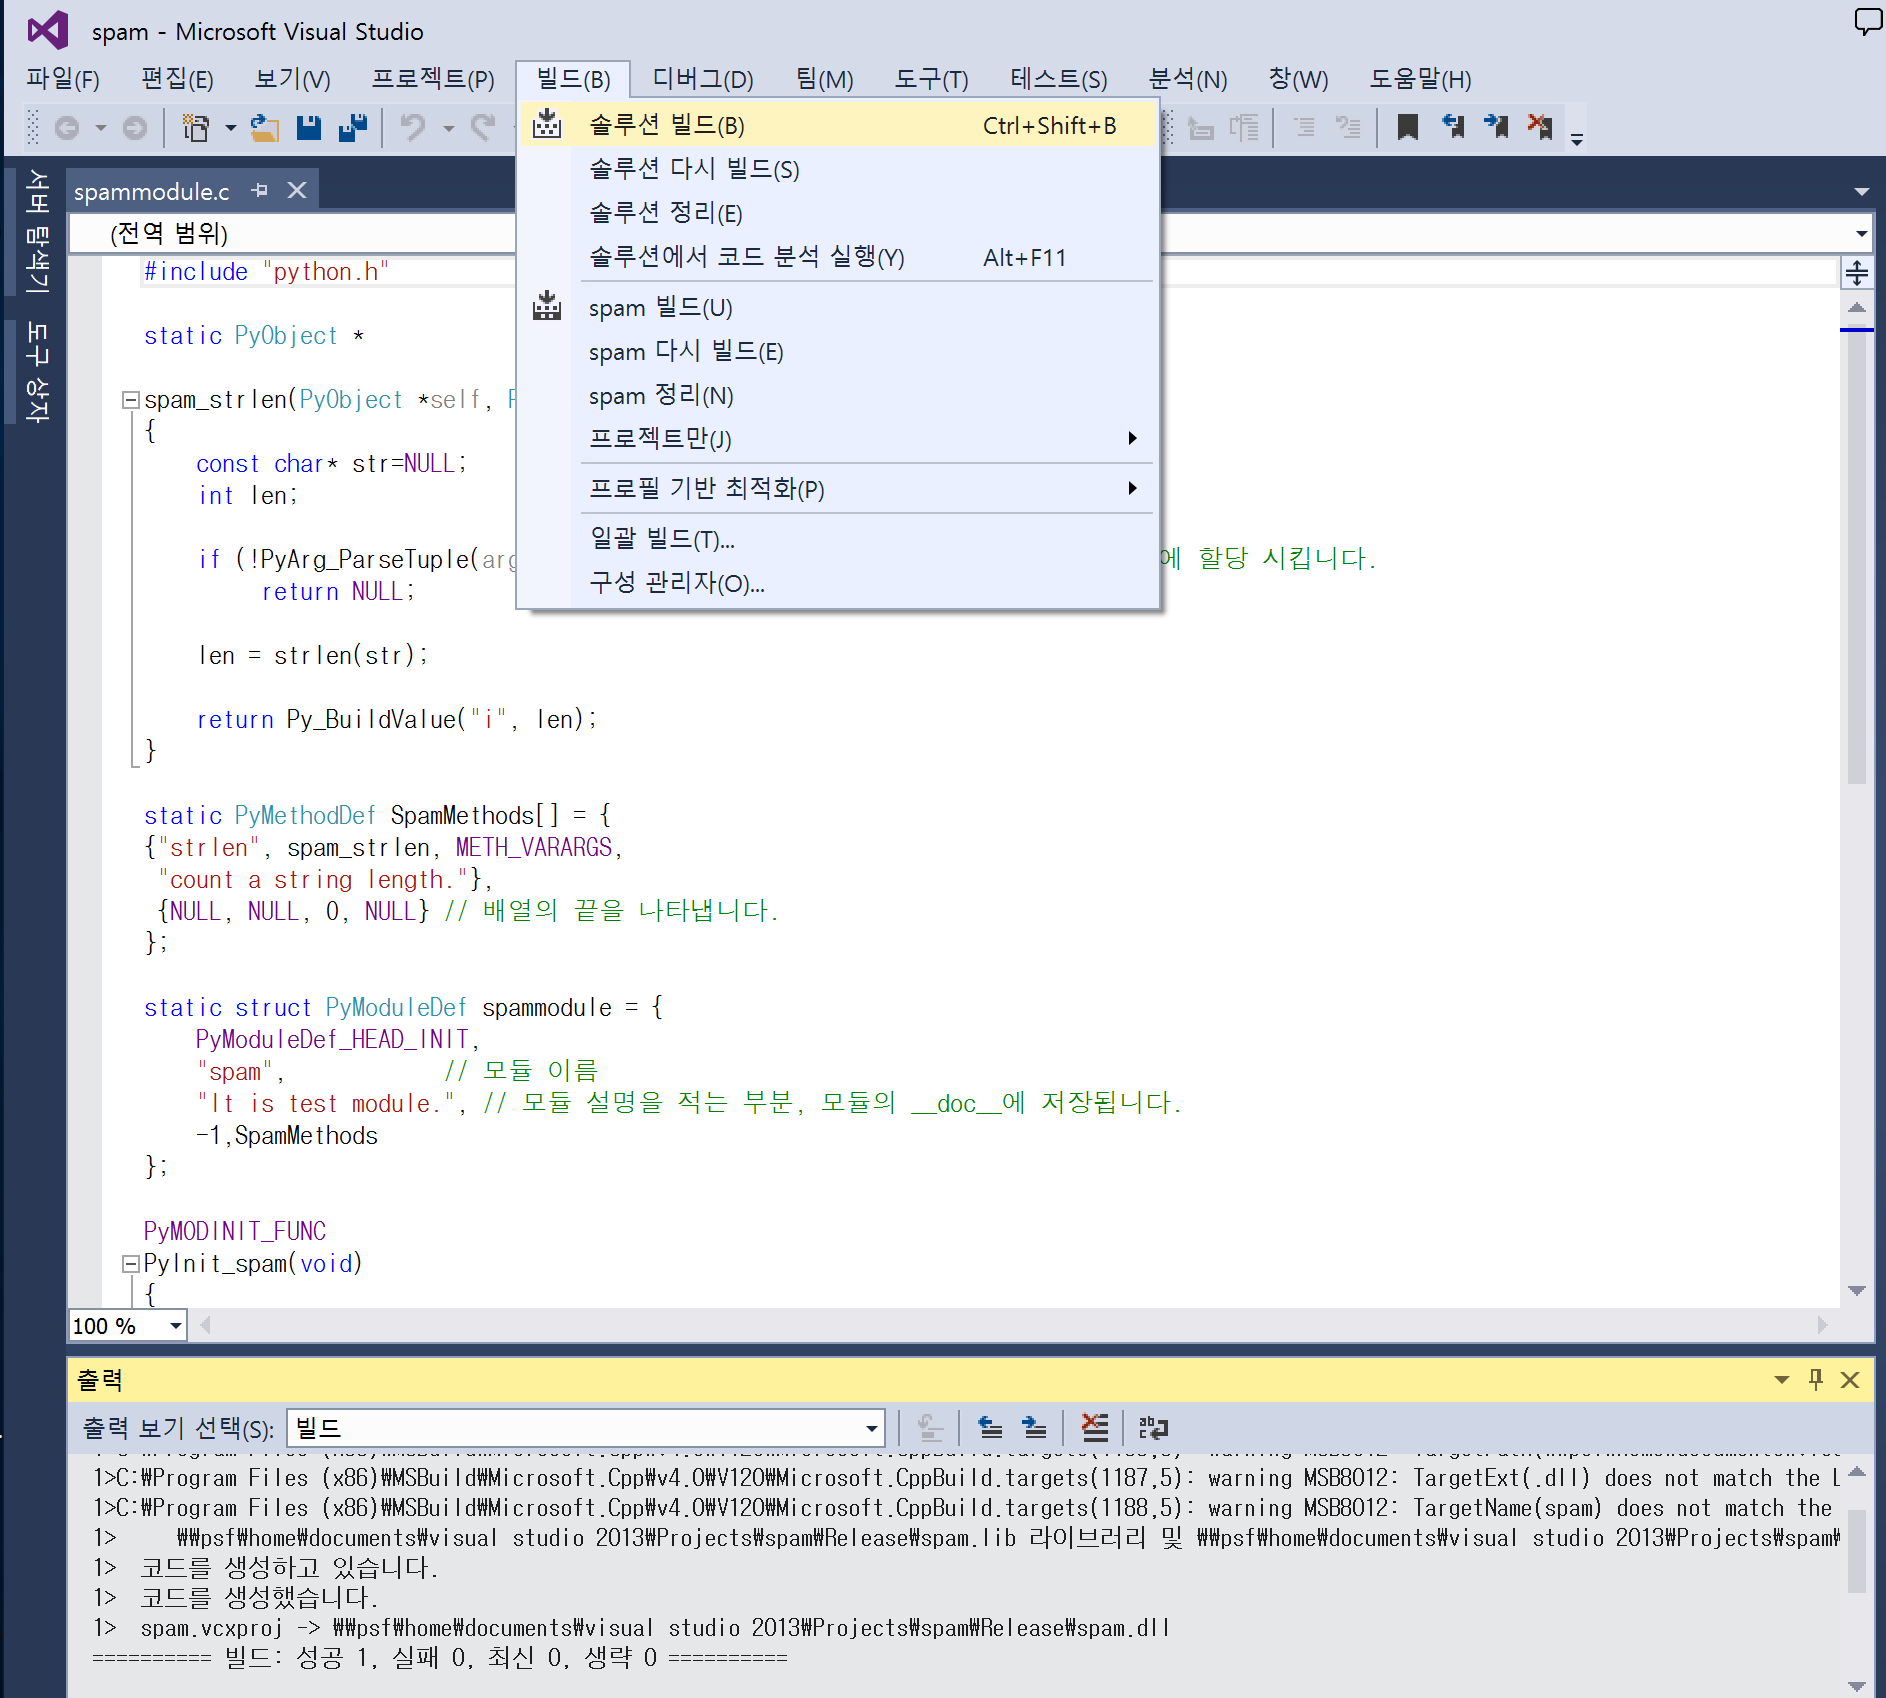 spam - Microsoft Visual Studio
파일(F) 편집(E) 보기(V) 프로젝트(P) 빌드(B) 디버그(D) 팀(M) 도구(T) 테스트(S) 분석(N) 창(W) 도움말(H)
솔루션 빌드(B) Ctrl+Shift+B
솔루션 다시 빌드(S)
솔루션 정리(E)
솔루션에서 코드 분석 실행(Y) Alt+F11
spam 빌드(U)
spam 다시 빌드(E)
spam 정리(N)
프로젝트만(J)
프로필 기반 최적화(P)
일괄 빌드(T)...
구성 관리자(O)...
서버 탐색기
도구 상자
spammodule.c
(전역 범위)
#include "python.h"
static PyObject *
spam_strlen(PyObject *self,
{
const char* str=NULL;
int len;
if (!PyArg_ParseTuple(arg 에 할당 시킵니다.
return NULL;
len = strlen(str);
return Py_BuildValue("i", len);
}
static PyMethodDef SpamMethods[] = {
{"strlen", spam_strlen, METH_VARARGS,
"count a string length."},
{NULL, NULL, 0, NULL} // 배열의 끝을 나타냅니다.
};
static struct PyModuleDef spammodule = {
PyModuleDef_HEAD_INIT,
"spam", // 모듈 이름
"It is test module.", // 모듈 설명을 적는 부분, 모듈의 __doc__에 저장됩니다.
-1,SpamMethods
};
PyMODINIT_FUNC
PyInit_spam(void)
{
100 %
출력
출력 보기 선택(S): 빌드
1>C:₩Program Files (x86)₩MSBuild₩Microsoft.Cpp₩v4.0₩V120₩Microsoft.CppBuild.targets(1187,5): warning MSB8012: TargetExt(.dll) does not match the L
1>C:₩Program Files (x86)₩MSBuild₩Microsoft.Cpp₩v4.0₩V120₩Microsoft.CppBuild.targets(1188,5): warning MSB8012: TargetName(spam) does not match the
1> ₩₩psf₩home₩documents₩visual studio 2013₩Projects₩spam₩Release₩spam.lib 라이브러리 및 ₩₩psf₩home₩documents₩visual studio 2013₩Projects₩spam₩
1> 코드를 생성하고 있습니다.
1> 코드를 생성했습니다.
1> spam.vcxproj -> ₩₩psf₩home₩documents₩visual studio 2013₩Projects₩spam₩Release₩spam.dll
========== 빌드: 성공 1, 실패 0, 최신 0, 생략 0 ==========